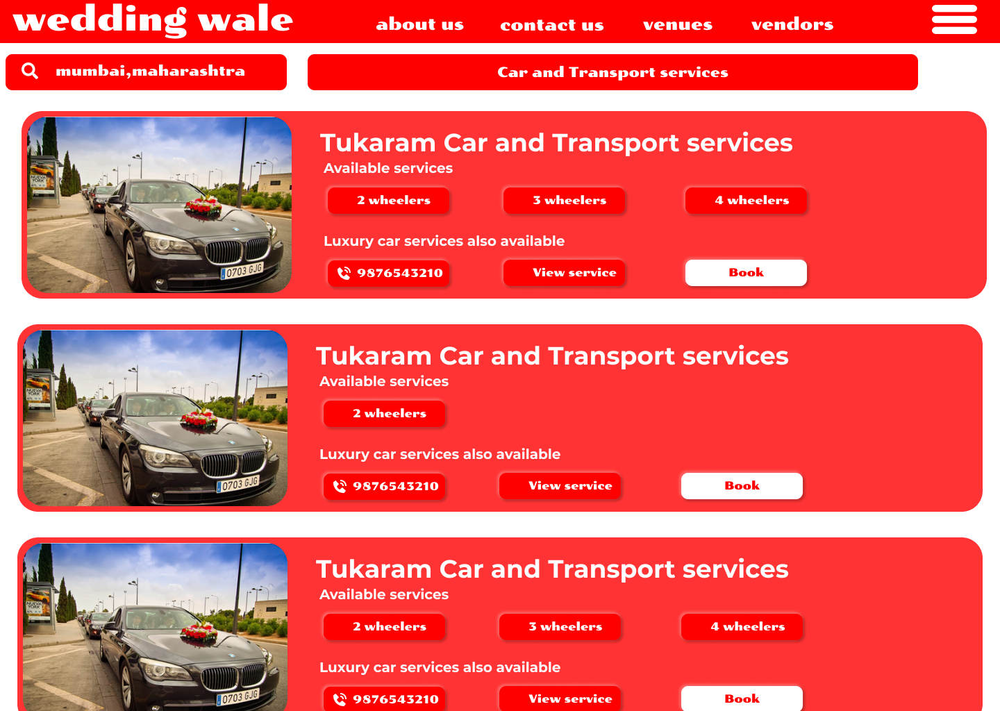 wedding wale
about us
contact us
venues
vendors
mumbai,maharashtra
Car and Transport services
NUEVA
YORK
0703 GJG
Tukaram Car and Transport services
Available services
2 wheelers
3 wheelers
4 wheelers
Luxury car services also available
9876543210
View service
Book
NUEVA
YORK
0703 GJG
Tukaram Car and Transport services
Available services
2 wheelers
Luxury car services also available
9876543210
View service
Book
NUEVA
YORK
0703 GJG
Tukaram Car and Transport services
Available services
2 wheelers
3 wheelers
4 wheelers
Luxury car services also available
9876543210
View service
Book